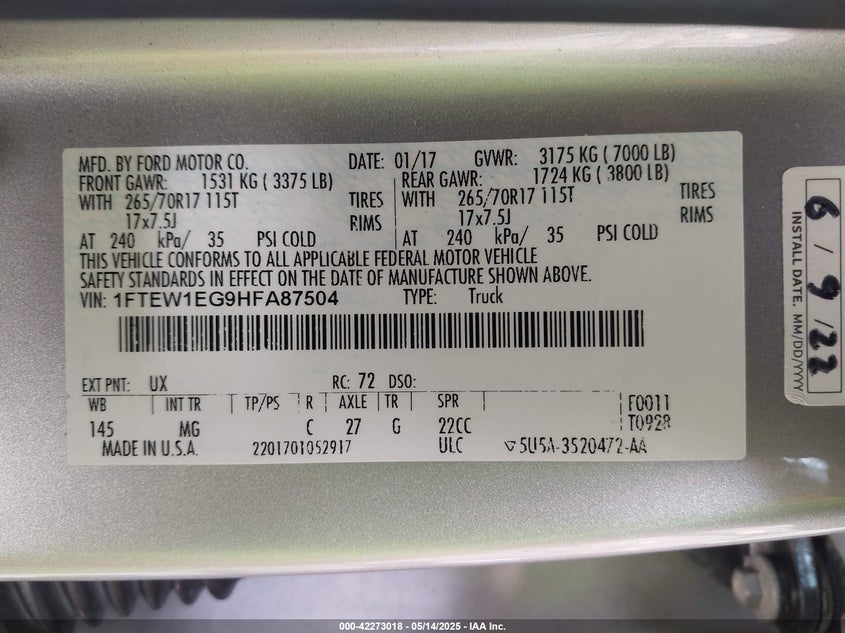 MFD. BY FORD MOTOR CO. DATE: 01/17 GVWR: 3175 KG ( 7000 LB)
FRONT GAWR: 1531 KG ( 3375 LB) REAR GAWR: 1724 KG ( 3800 LB)
WITH 265/70R17 115T TIRES WITH 265/70R17 115T TIRES
17x7.5J RIMS 17x7.5J RIMS
AT 240 kPa/ 35 PSI COLD AT 240 kPa/ 35 PSI COLD
THIS VEHICLE CONFORMS TO ALL APPLICABLE FEDERAL MOTOR VEHICLE
SAFETY STANDARDS IN EFFECT ON THE DATE OF MANUFACTURE SHOWN ABOVE.
VIN: 1FTEW1EG9HFA87504 TYPE: Truck
EXT PNT: UX RC: 72 DSO:
WB INT TR TP/PS R AXLE TR SPR F0011
145 MG C 27 G 22CC T0928
MADE IN U.S.A. 2201701052917 ULC 5U5A-3520472-AA
6/9/22
INSTALL DATE. MM/DD/YYYY
000-42273018 - 05/14/2025 - IAA Inc.